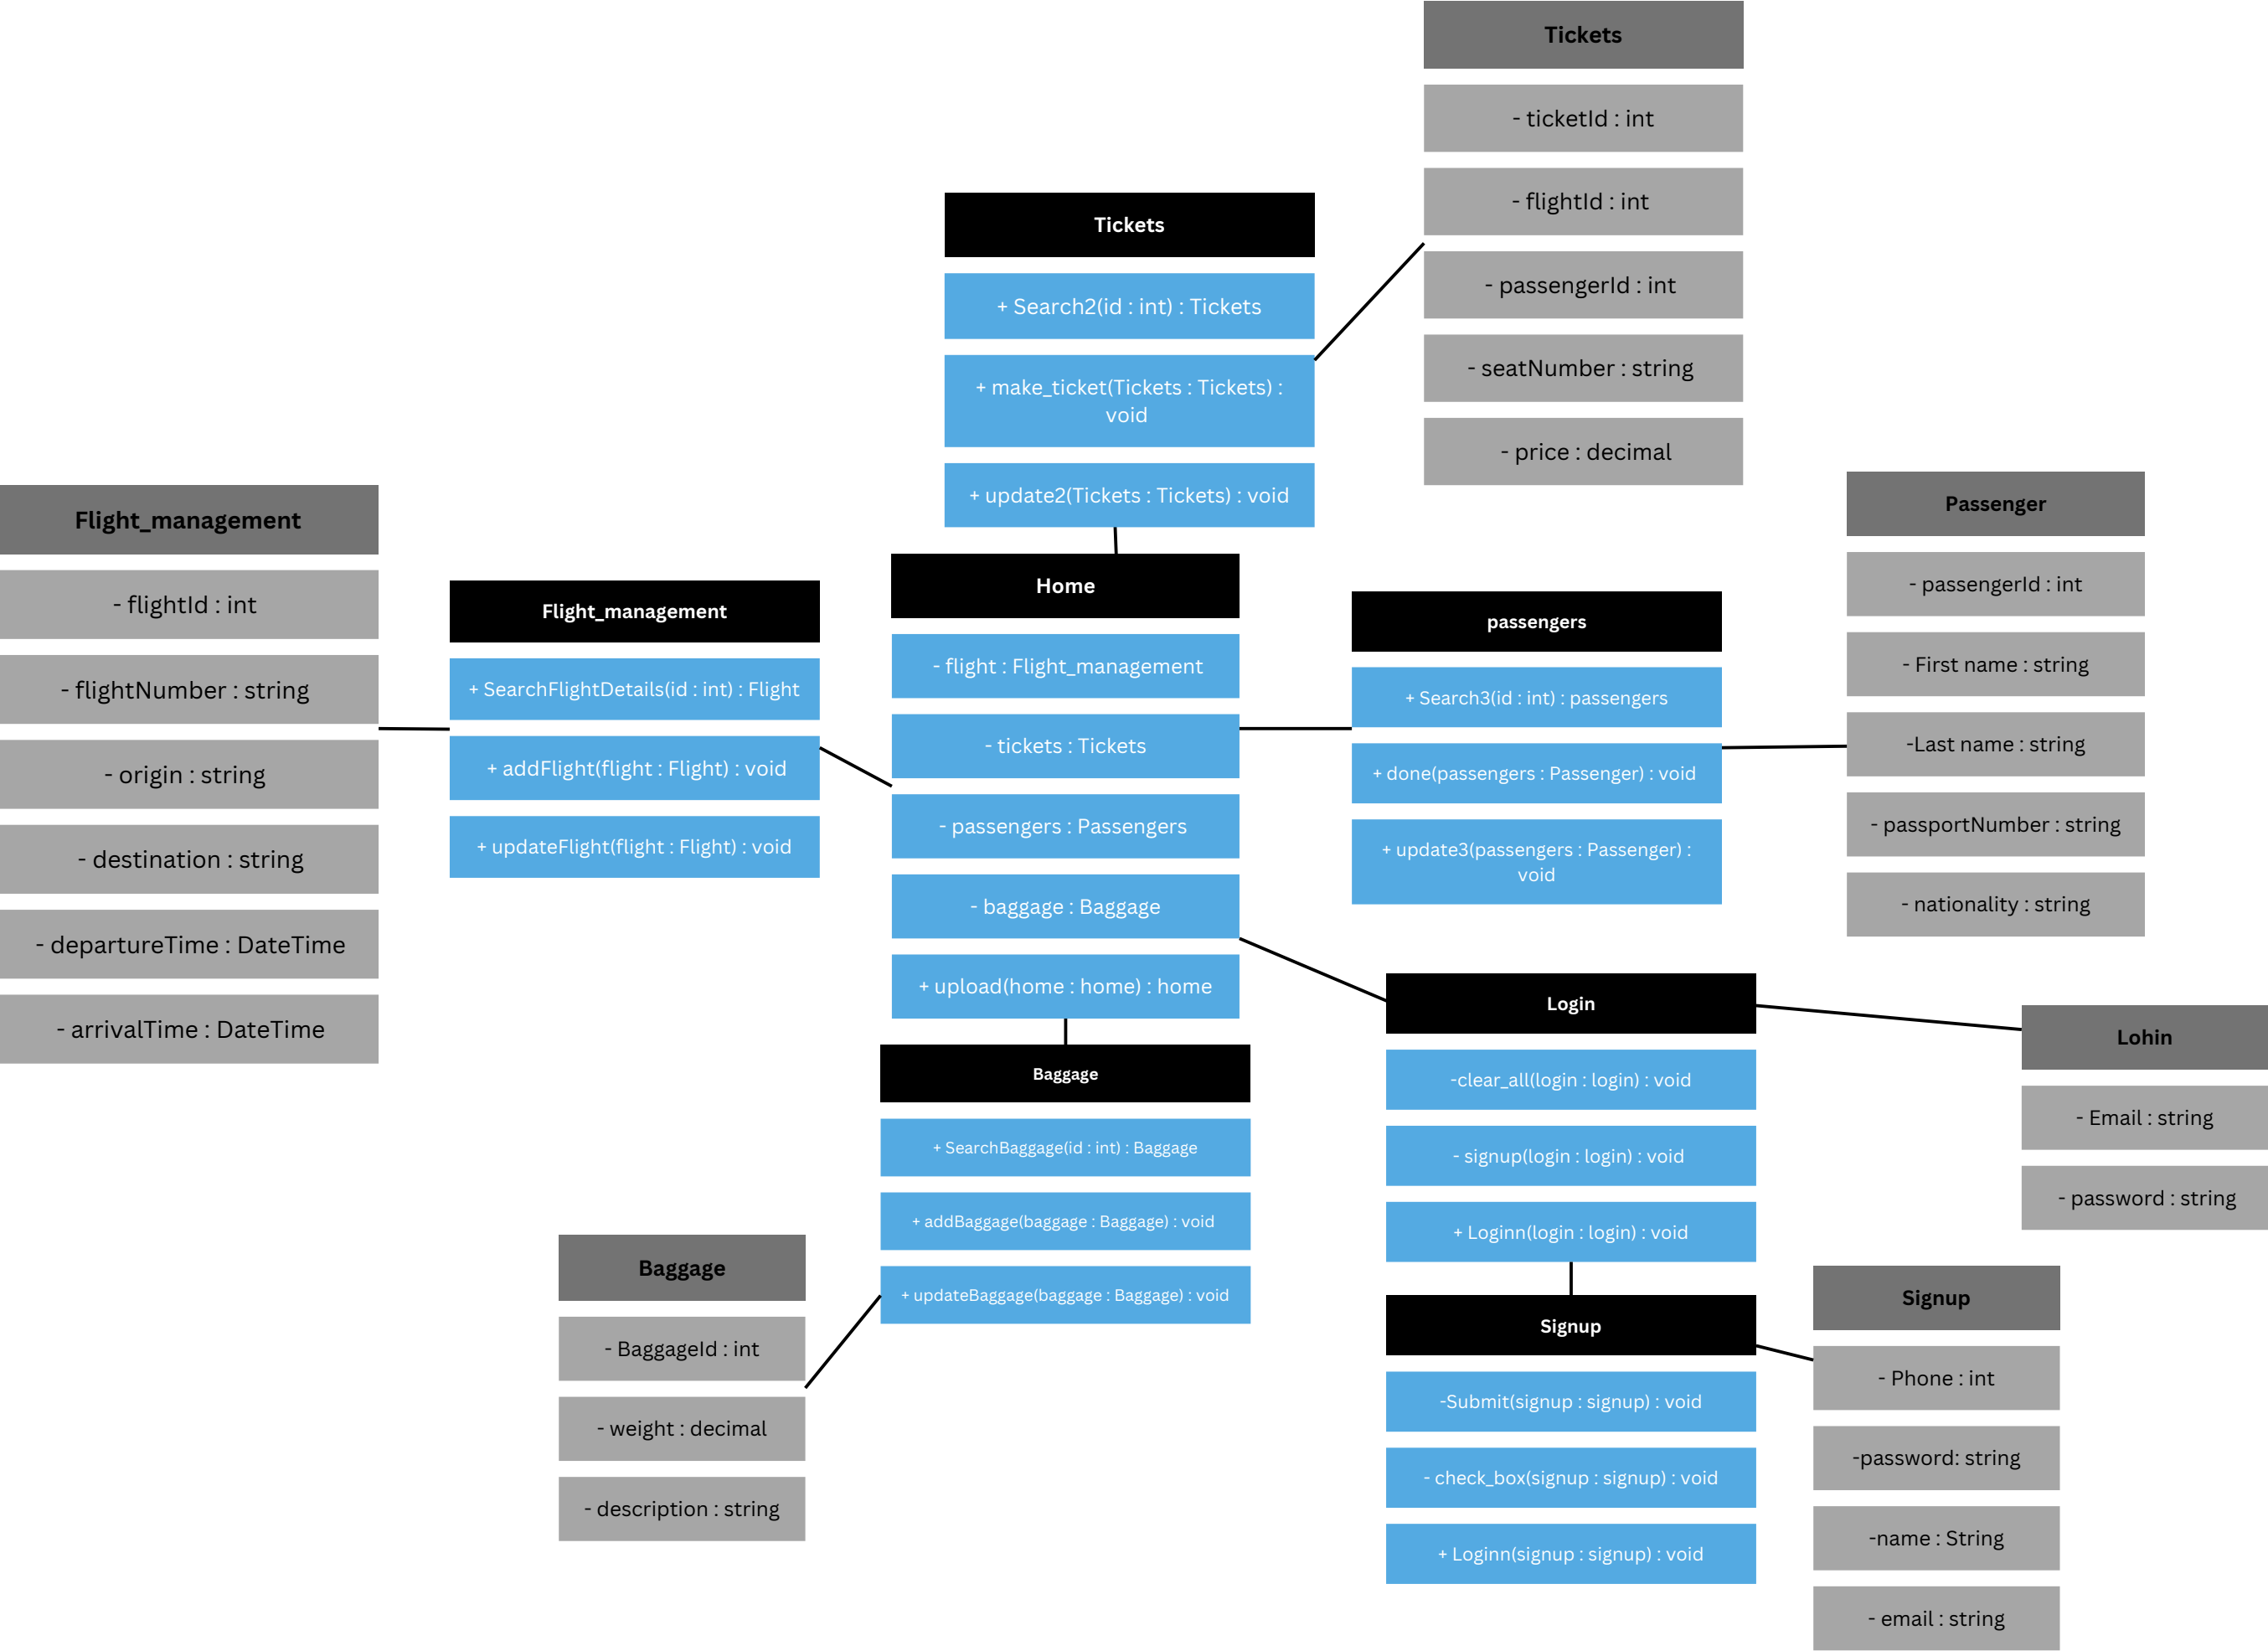 Tickets
- ticketId : int
- flightId : int
- passengerId : int
- seatNumber : string
- price : decimal
Tickets
+ Search2(id : int) : Tickets
+ make_ticket(Tickets : Tickets) :
void
+ update2(Tickets : Tickets) : void
Flight_management
- flightId : int
- flightNumber : string
- origin : string
- destination : string
- departureTime : DateTime
- arrivalTime : DateTime
Flight_management
+ SearchFlightDetails(id : int) : Flight
+ addFlight(flight : Flight) : void
+ updateFlight(flight : Flight) : void
Home
- flight : Flight_management
- tickets : Tickets
- passengers : Passengers
- baggage : Baggage
+ upload(home : home) : home
passengers
+ Search3(id : int) : passengers
+ done(passengers : Passenger) : void
+ update3(passengers : Passenger) :
void
Passenger
- passengerId : int
- First name : string
-Last name : string
- passportNumber : string
- nationality : string
Baggage
+ SearchBaggage(id : int) : Baggage
+ addBaggage(baggage : Baggage) : void
+ updateBaggage(baggage : Baggage) : void
Baggage
- BaggageId : int
- weight : decimal
- description : string
Login
-clear_all(login : login) : void
- signup(login : login) : void
+ Loginn(login : login) : void
Lohin
- Email : string
- password : string
Signup
-Submit(signup : signup) : void
- check_box(signup : signup) : void
+ Loginn(signup : signup) : void
Signup
- Phone : int
-password: string
-name : String
- email : string